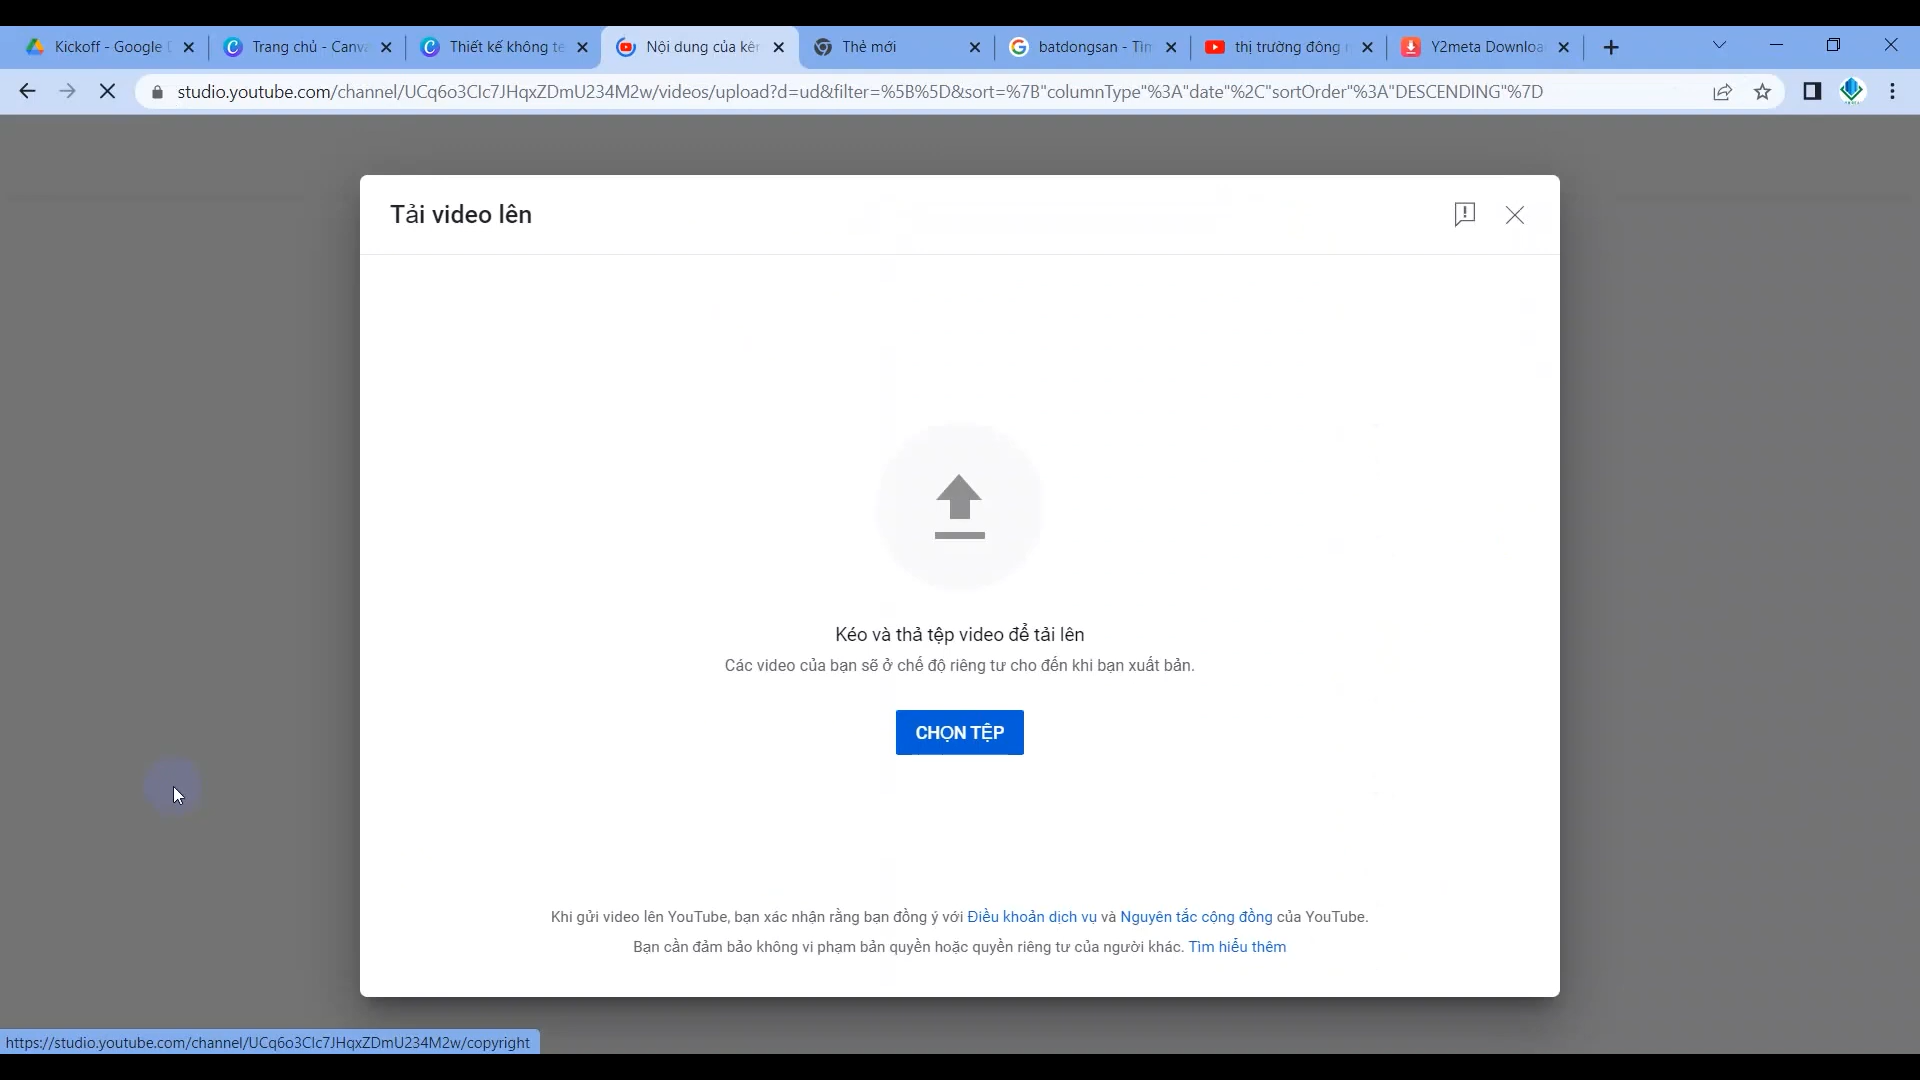 Kickoff - Google D
Trang chủ - Canva
Thiết kế không tê
Nội dung của kên
Thẻ mới
batdongsan - Tìm
thị trường đông
Y2meta Downloa
studio.youtube.com/channel/UCq6o3Clc7JHqxZDmU234M2w/videos/upload?d=ud&filter=%5B%5D&sort=%7B"columnType"%3A"date"%2C"sortOrder"%3A"DESCENDING"%7D
Tải video lên
Kéo và thả tệp video để tải lên
Các video của bạn sẽ ở chế độ riêng tư cho đến khi bạn xuất bản.
CHỌN TỆP
Khi gửi video lên YouTube, bạn xác nhận rằng bạn đồng ý với Điều khoản dịch vụ và Nguyên tắc cộng đồng của YouTube.
Bạn cần đảm bảo không vi phạm bản quyền hoặc quyền riêng tư của người khác. Tìm hiểu thêm
https://studio.youtube.com/channel/UCq6o3Clc7JHqxZDmU234M2w/copyright